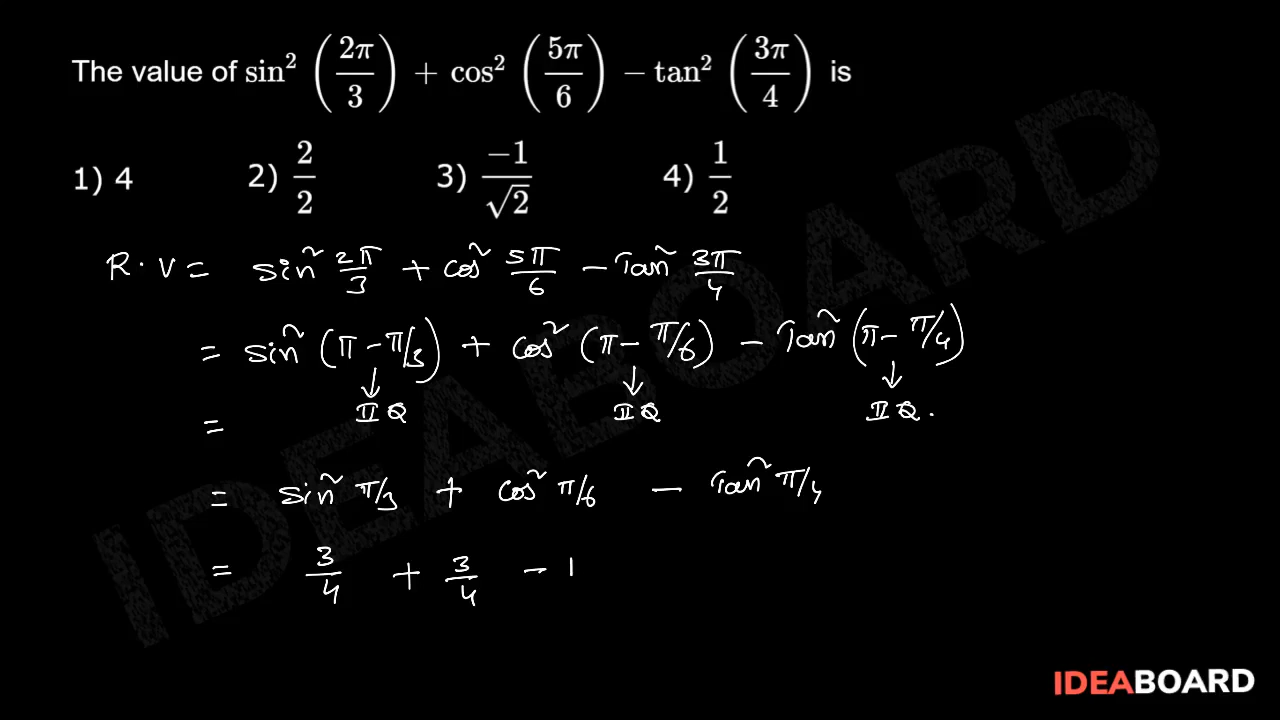 The value of sin² (2π/3) + cos² (5π/6) − tan² (3π/4) is
1) 4 2) 2/2 3) −1/√2 4) 1/2
R.V = sin² 2π/3 + cos² 5π/6 − Tan² 3π/4
= sin² (π − π/3) + cos² (π − π/6) − Tan² (π − π/4)
↓ ↓ ↓
= II Q II Q II Q.
= sin² π/3 + cos² π/6 − Tan² π/4
= 3/4 + 3/4 − 1
IDEABOARD
IDEABOARD